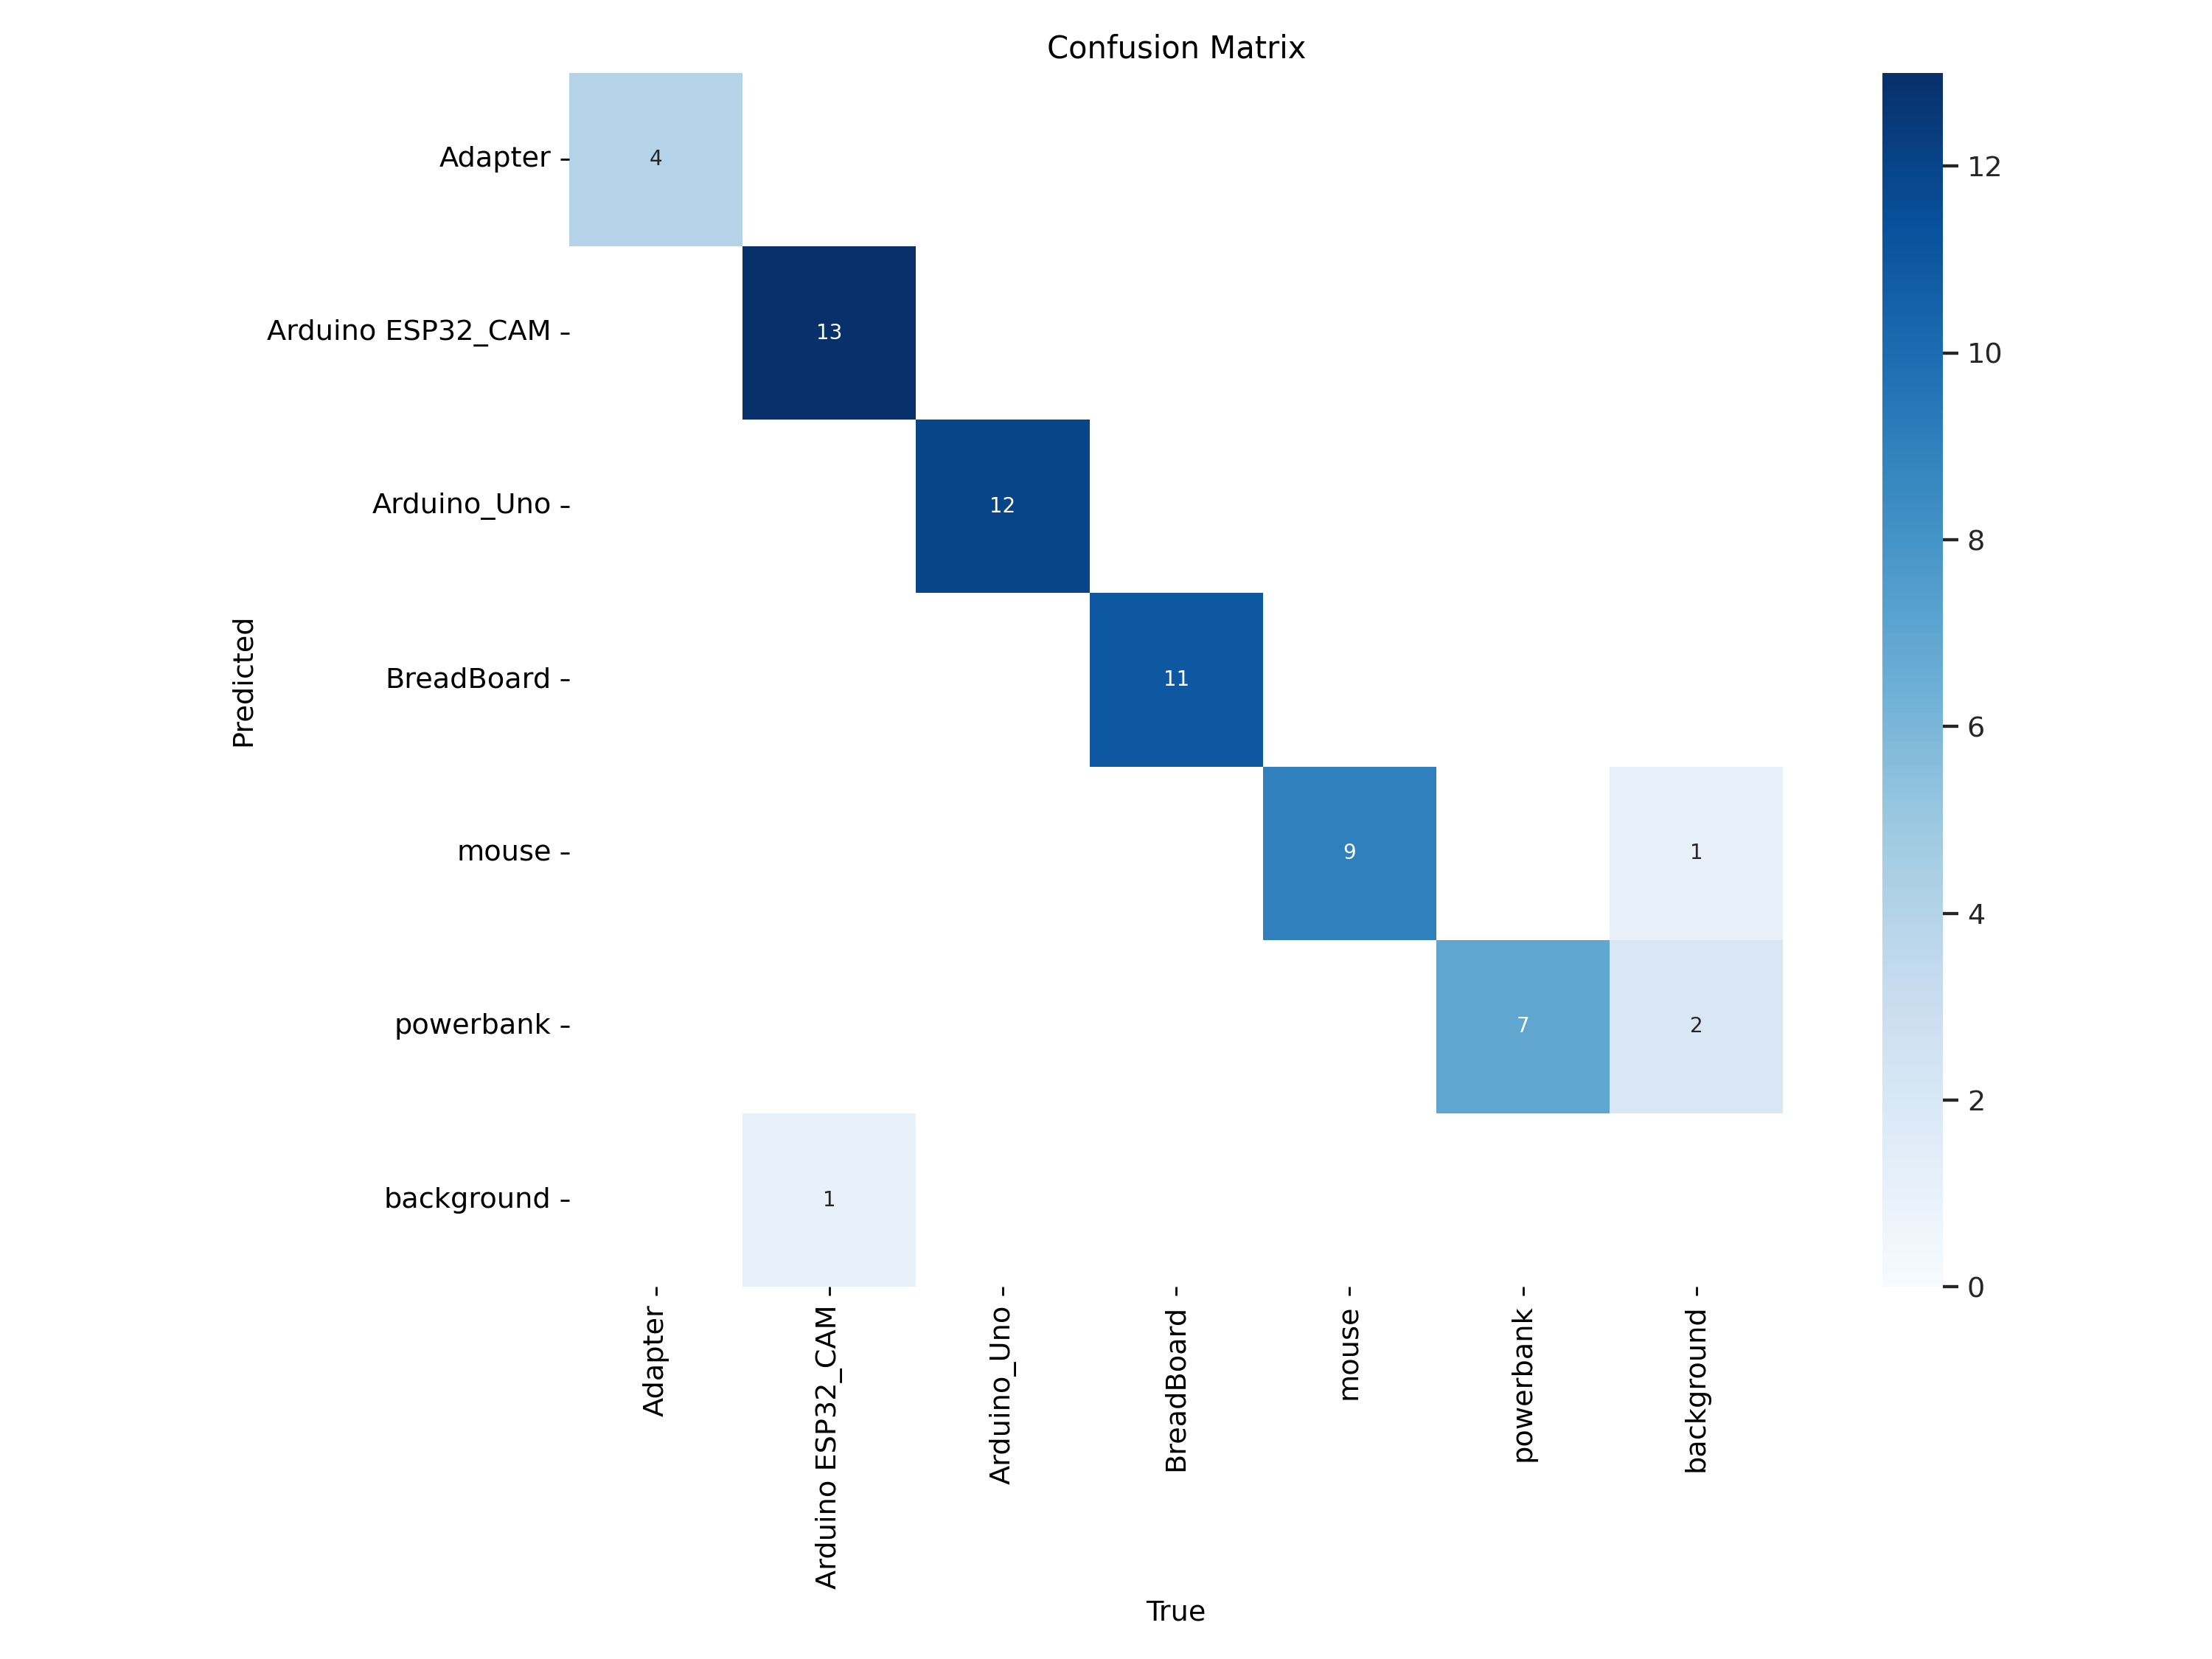 Confusion Matrix
Adapter
4
12
Arduino ESP32_CAM
13
10
Arduino_Uno
12
8
Predicted
BreadBoard
11
6
mouse
9
1
4
powerbank
7
2
2
background
1
0
Adapter
Arduino ESP32_CAM
Arduino_Uno
BreadBoard
mouse
powerbank
background
True